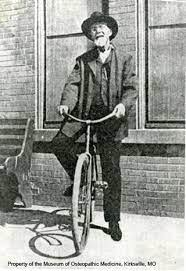 Property of the Museum of Osteopathic Medicine, Kirksville, MO